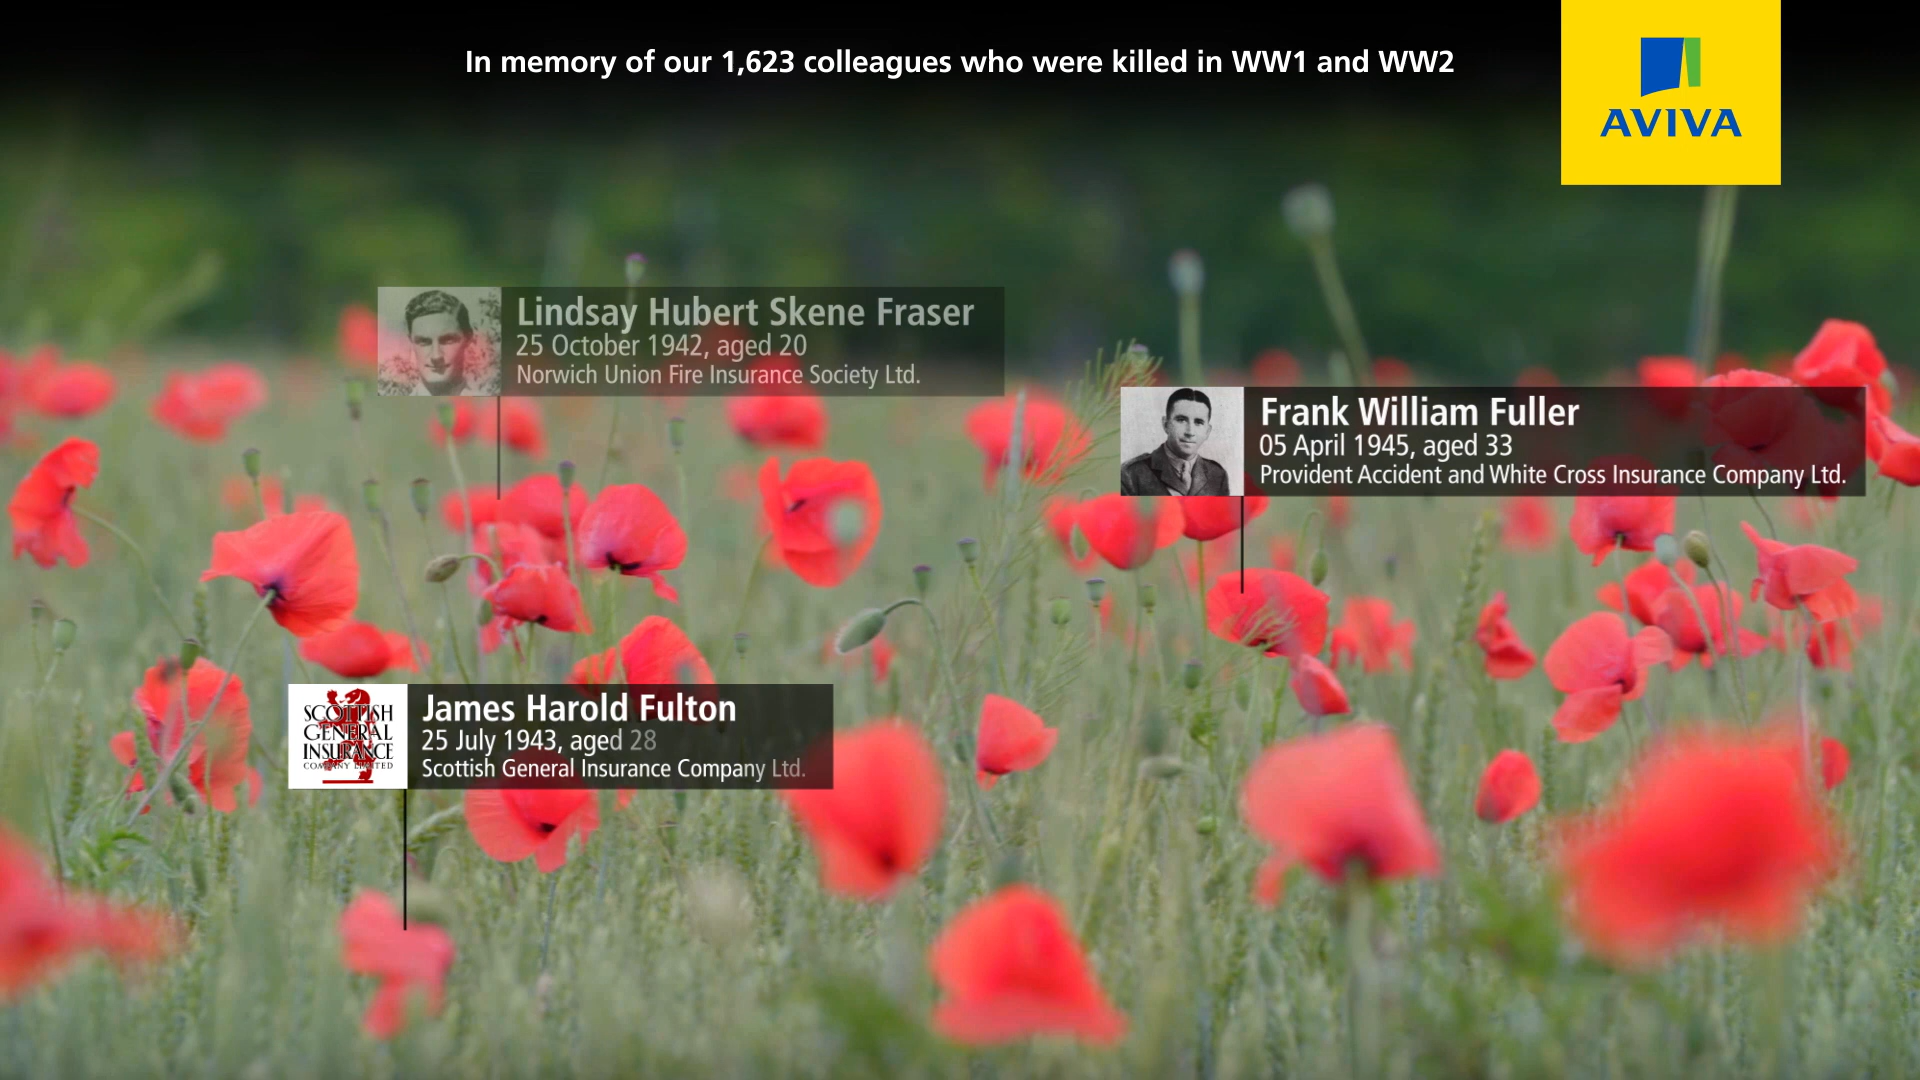 In memory of our 1,623 colleagues who were killed in WW1 and WW2
AVIVA
Lindsay Hubert Skene Fraser
25 October 1942, aged 20
Norwich Union Fire Insurance Society Ltd.
Frank William Fuller
05 April 1945, aged 33
Provident Accident and White Cross Insurance Company Ltd.
SCOTTISH
GENERAL
INSURANCE
COMPANY LIMITED
James Harold Fulton
25 July 1943, aged 28
Scottish General Insurance Company Ltd.